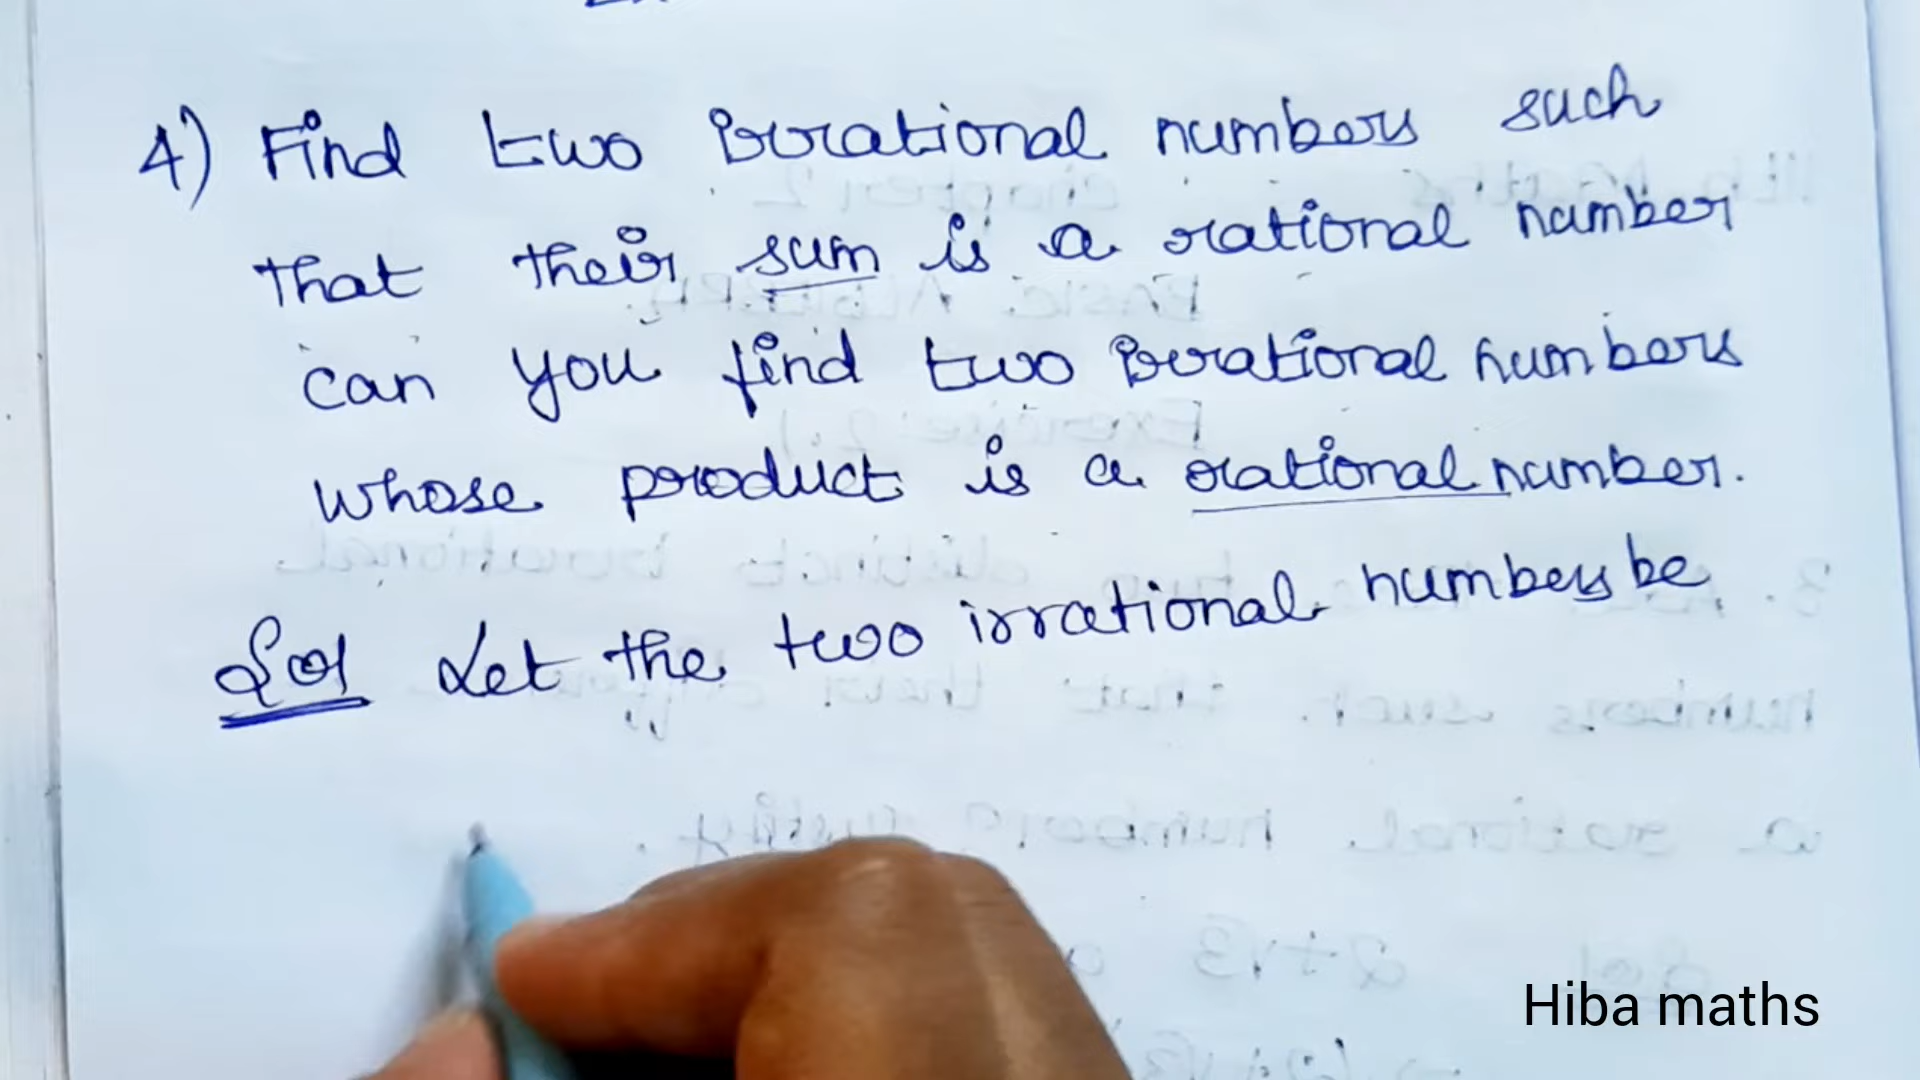 4) Find two Irrational numbers such
that their sum is a rational number
can you find two Irrational numbers
whose product is a rational number.
Sol Let the two irrational numbers be
Hiba maths